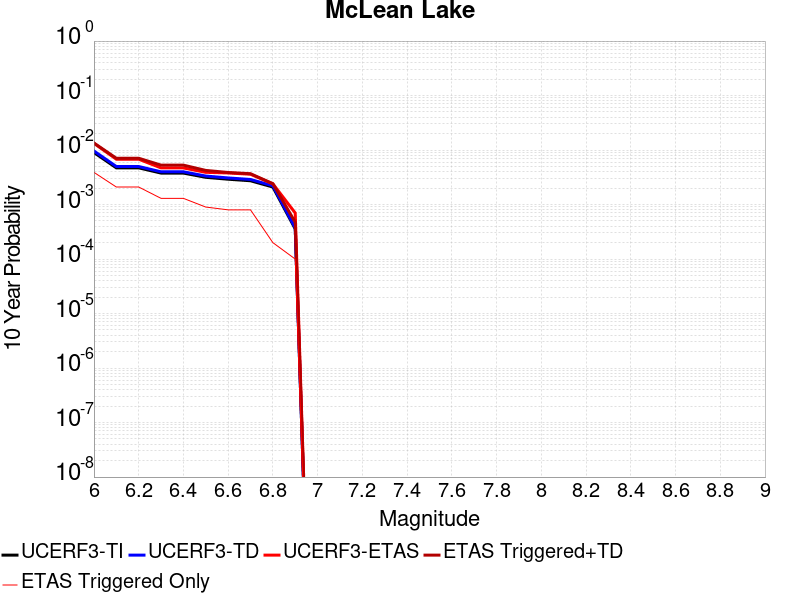 McLean Lake
10 Year Probability
10^0
10^-1
10^-2
10^-3
10^-4
10^-5
10^-6
10^-7
10^-8
6 6.2 6.4 6.6 6.8 7 7.2 7.4 7.6 7.8 8 8.2 8.4 8.6 8.8 9
Magnitude
UCERF3-TI UCERF3-TD UCERF3-ETAS ETAS Triggered+TD
ETAS Triggered Only